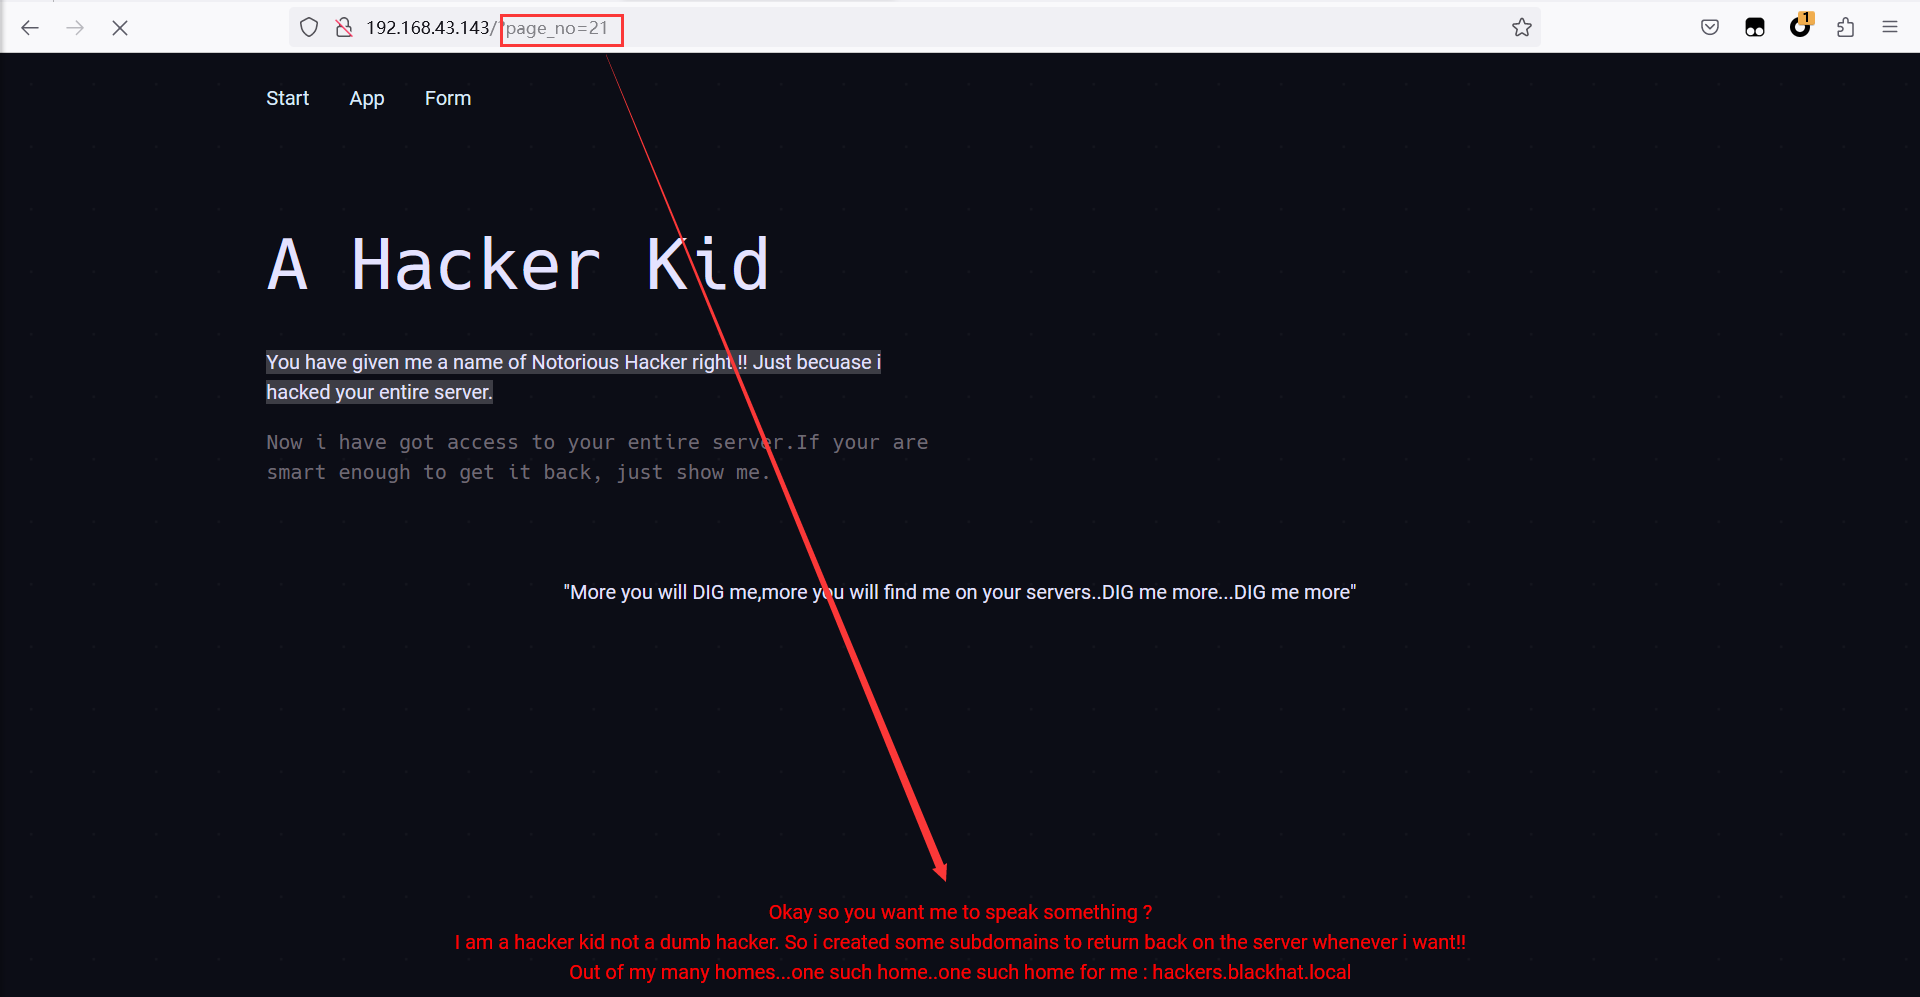 192.168.43.143/?page_no=21
1
Start App Form
A Hacker Kid
You have given me a name of Notorious Hacker right !! Just becuase i
hacked your entire server.
Now i have got access to your entire server.If your are
smart enough to get it back, just show me.
"More you will DIG me,more you will find me on your servers..DIG me more...DIG me more"
Okay so you want me to speak something ?
I am a hacker kid not a dumb hacker. So i created some subdomains to return back on the server whenever i want!!
Out of my many homes...one such home..one such home for me : hackers.blackhat.local